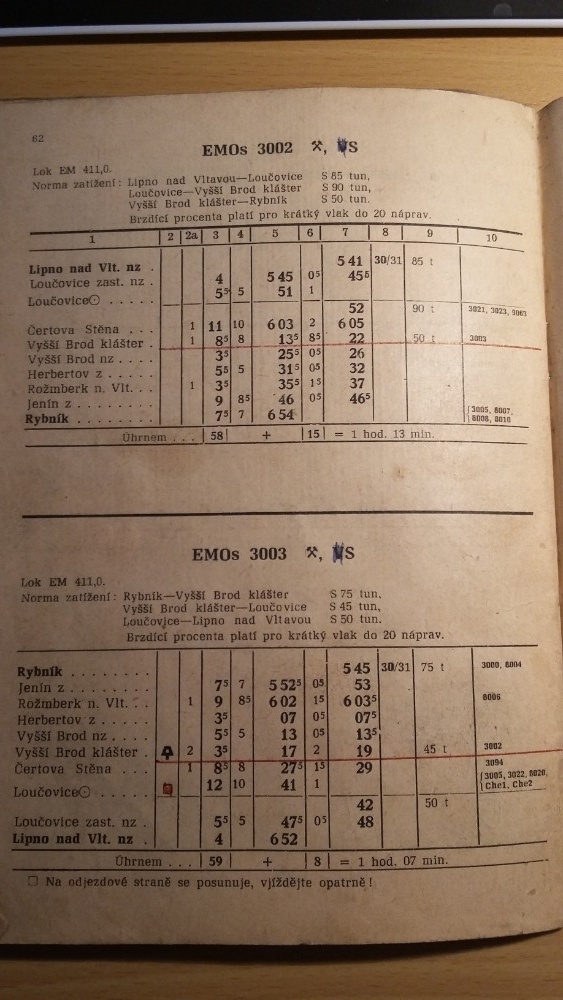 62
EMOs 3002 ⚒, S
Lok EM 411,0.
Norma zatížení: Lipno nad Vltavou—Loučovice S 85 tun,
Loučovice—Vyšší Brod klášter S 90 tun,
Vyšší Brod klášter—Rybník S 50 tun.
Brzdící procenta platí pro krátký vlak do 20 náprav.
1 2 2a 3 4 5 6 7 8 9 10
Lipno nad Vlt. nz . 5 41 30/31 85 t
Loučovice zast. nz . 4 5 45 0⁵ 45⁵
Loučovice . . . . . 5⁵ 5 51 1
52 90 t 3021, 3023, 9063
Čertova Stěna . . . 1 11 10 6 03 2 6 05
Vyšší Brod klášter . 1 8⁵ 8 13⁵ 8⁵ 22 50 t 3003
Vyšší Brod nz . . . . 3⁵ 25⁵ 0⁵ 26
Herbertov z . . . . . 5⁵ 5 31⁵ 0⁵ 32
Rožmberk n. Vlt. . . 1 3⁵ 35⁵ 1⁵ 37
Jenín z . . . . . . . . 9 8⁵ 46 0⁵ 46⁵
Rybník . . . . . . . . 7⁵ 7 6 54 3005, 8007,
8008, 8010
Úhrnem . . . 58 + 15 = 1 hod. 13 min.
EMOs 3003 ⚒, S
Lok EM 411,0.
Norma zatížení: Rybník—Vyšší Brod klášter S 75 tun,
Vyšší Brod klášter—Loučovice S 45 tun,
Loučovice—Lipno nad Vltavou S 50 tun.
Brzdící procenta platí pro krátký vlak do 20 náprav.
Rybník . . . . . . . . 5 45 30/31 75 t 3000, 8004
Jenín z . . . . . . . . 7⁵ 7 5 52⁵ 0⁵ 53
Rožmberk n. Vlt. . . 1 9 8⁵ 6 02 1⁵ 6 03⁵ 8006
Herbertov z . . . . . 3⁵ 07 0⁵ 07⁵
Vyšší Brod nz . . . . 5⁵ 5 13 0⁵ 13⁵
Vyšší Brod klášter . 2 3⁵ 17 2 19 45 t 3002
Čertova Stěna . . . 1 8⁵ 8 27⁵ 1⁵ 29 3094
Loučovice . . . . . 12 10 41 1 3005, 3022, 8020,
Che1, Cbe2
42 50 t
Loučovice zast. nz . 5⁵ 5 47⁵ 0⁵ 48
Lipno nad Vlt. nz . 4 6 52
Úhrnem . . . 59 + 8 = 1 hod. 07 min.
□ Na odjezdové straně se posunuje, vjíždějte opatrně!